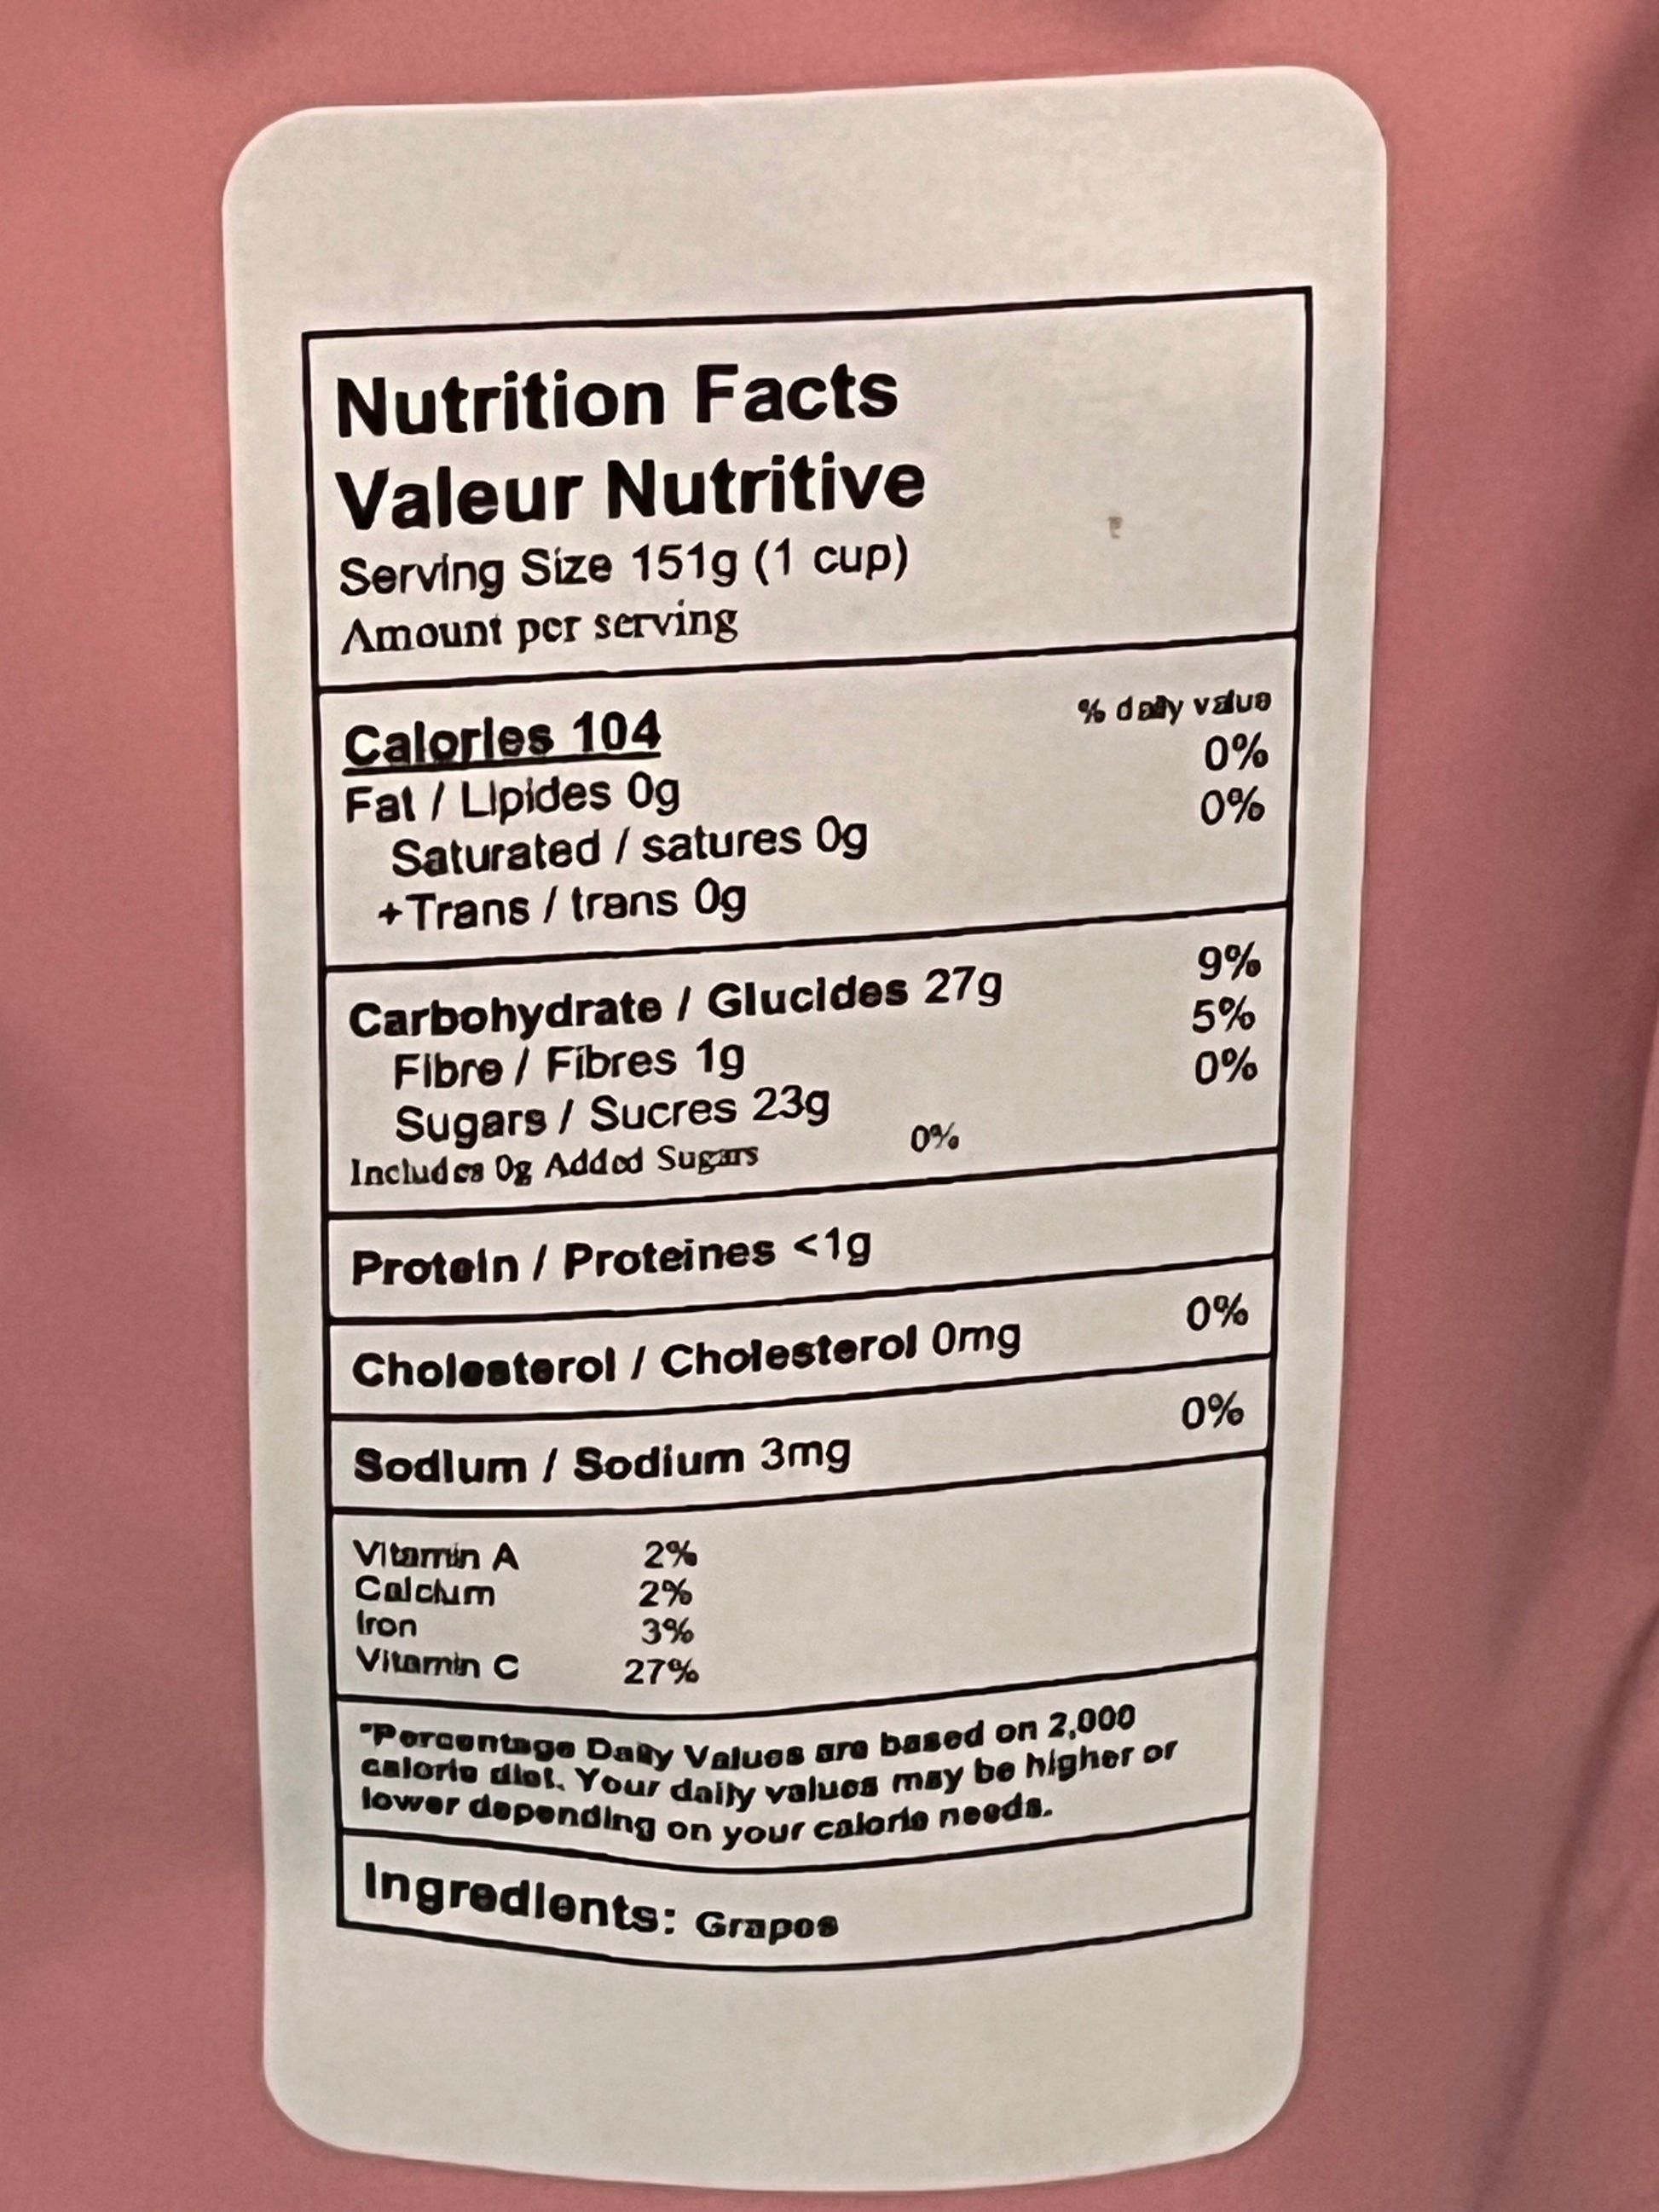 Nutrition Facts
Valeur Nutritive
Serving Size 151g (1 cup)
Amount per serving
% daily value
Calories 104
0%
Fat / Lipides 0g
0%
Saturated / satures 0g
+Trans / trans 0g
Carbohydrate / Glucides 27g 9%
Fibre / Fibres 1g 5%
Sugars / Sucres 23g 0%
Includes 0g Added Sugars 0%
Protein / Proteines <1g
Cholesterol / Cholesterol 0mg 0%
Sodium / Sodium 3mg 0%
Vitamin A 2%
Calcium 2%
Iron 3%
Vitamin C 27%
*Percentage Daily Values are based on 2,000
calorie diet. Your daily values may be higher or
lower depending on your calorie needs.
Ingredients: Grapes